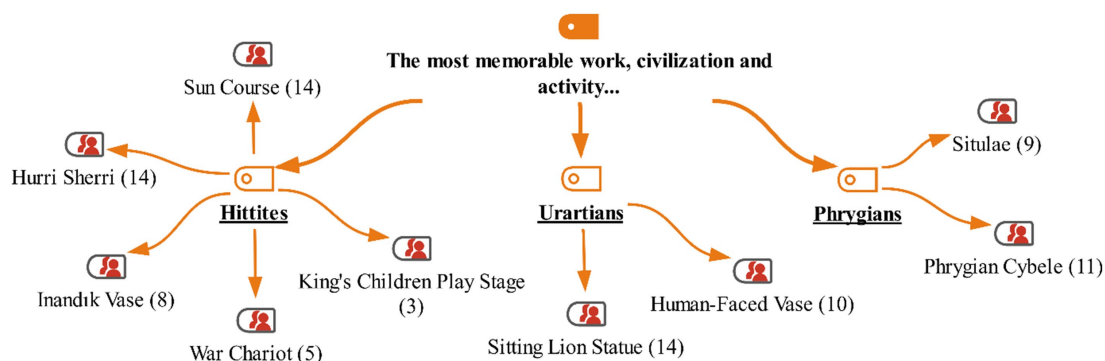 The most memorable work, civilization and
activity...
Sun Course (14)
Hurri Sherri (14)
Hittites
Inandık Vase (8)
War Chariot (5)
King's Children Play Stage
(3)
Urartians
Sitting Lion Statue (14)
Human-Faced Vase (10)
Phrygians
Situlae (9)
Phrygian Cybele (11)